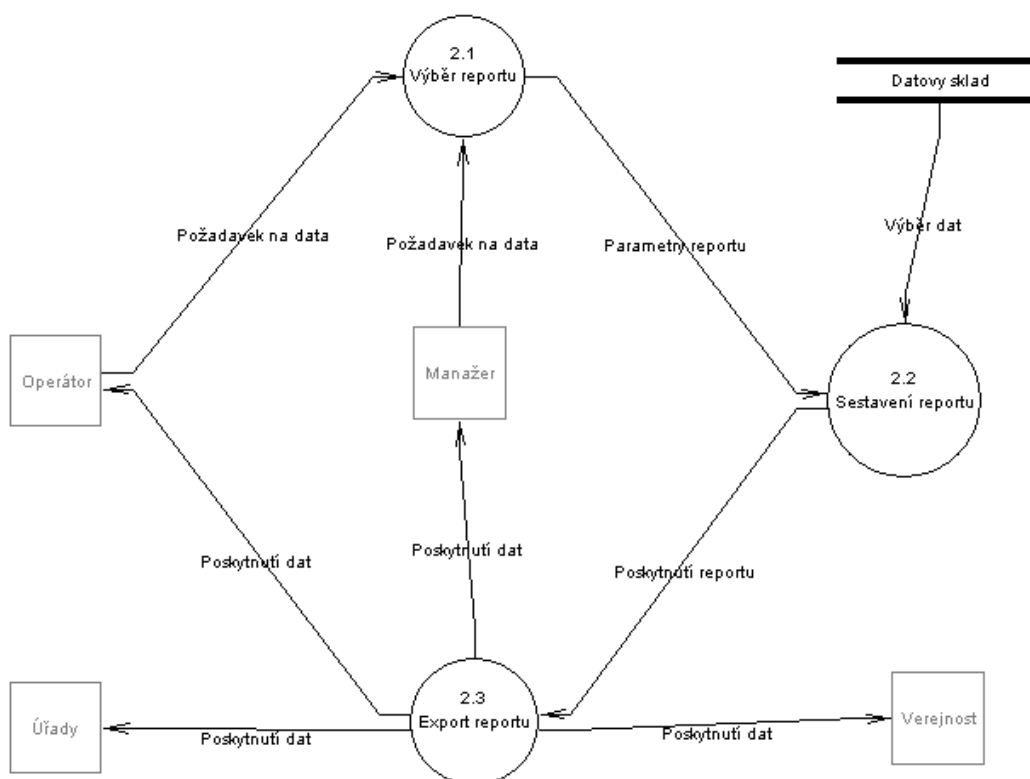 2.1
Výběr reportu
Datovy sklad
Požadavek na data
Požadavek na data
Parametry reportu
Výběr dat
Operátor
Manažer
2.2
Sestavení reportu
Poskytnutí dat
Poskytnutí dat
Poskytnutí reportu
2.3
Export reportu
Úřady
Verejnost
Poskytnutí dat
Poskytnutí dat